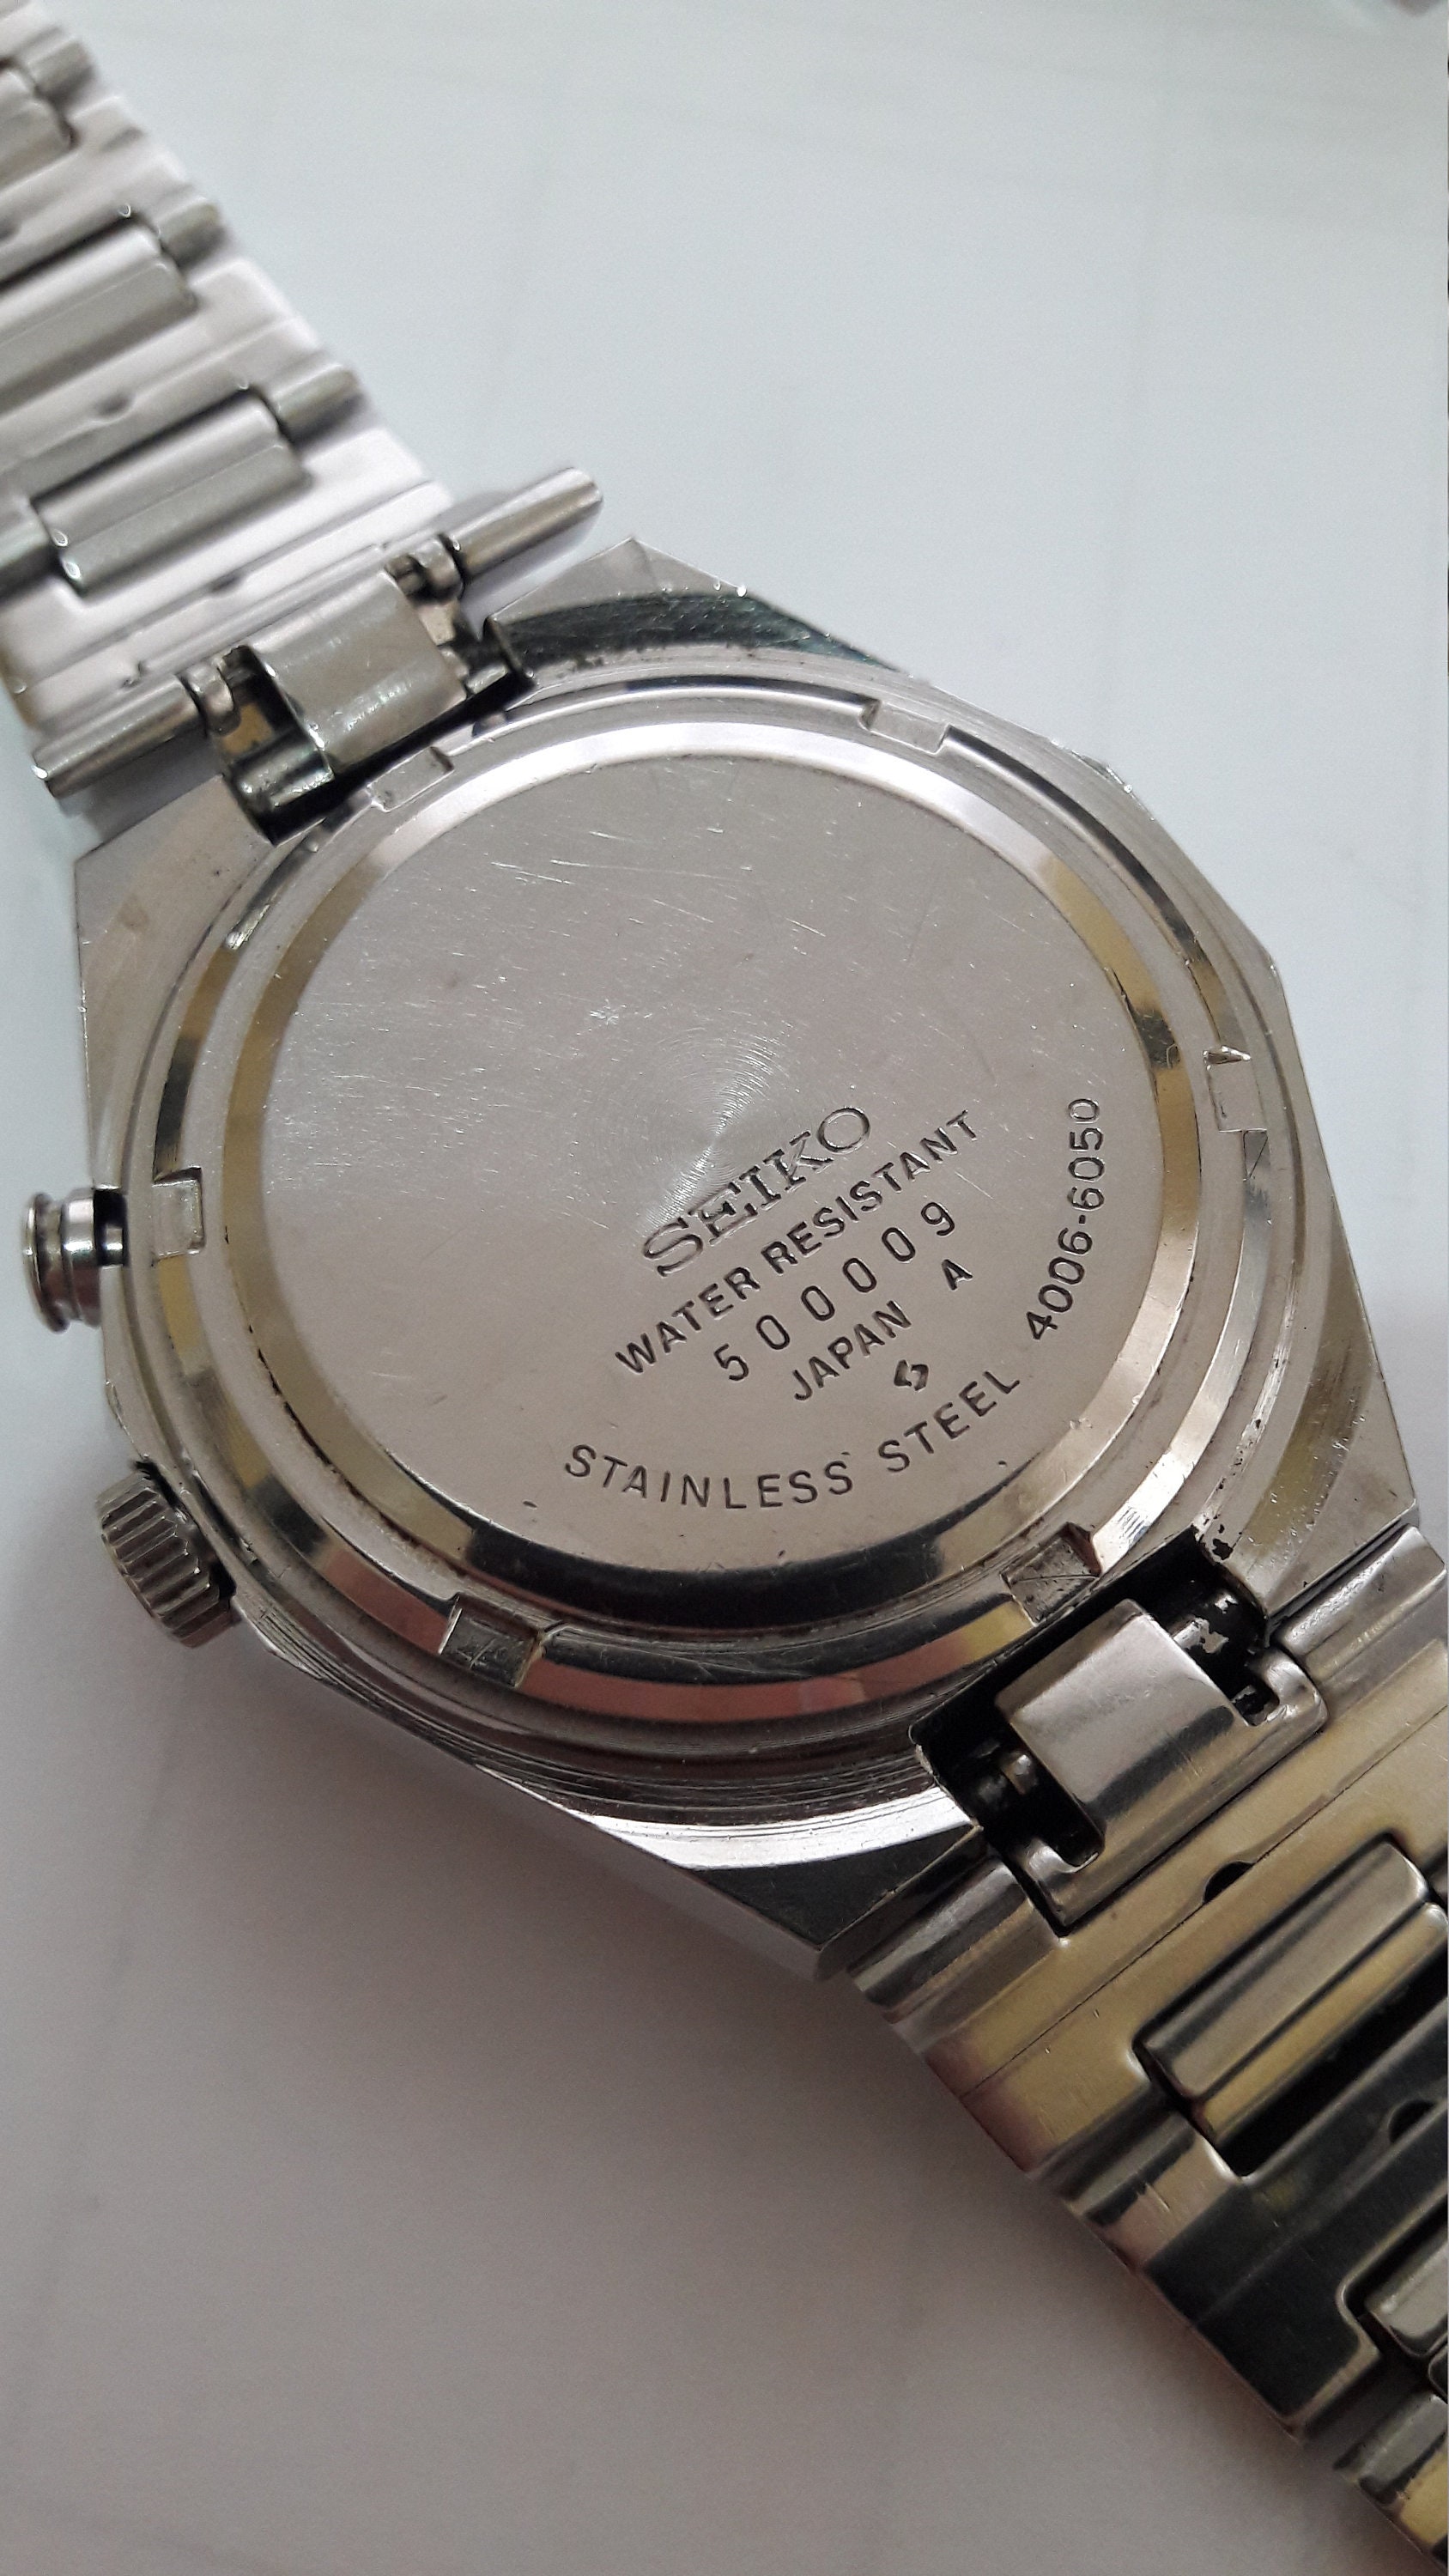 SEIKO
WATER RESISTANT
500009
JAPAN A
STAINLESS STEEL 4006-6050